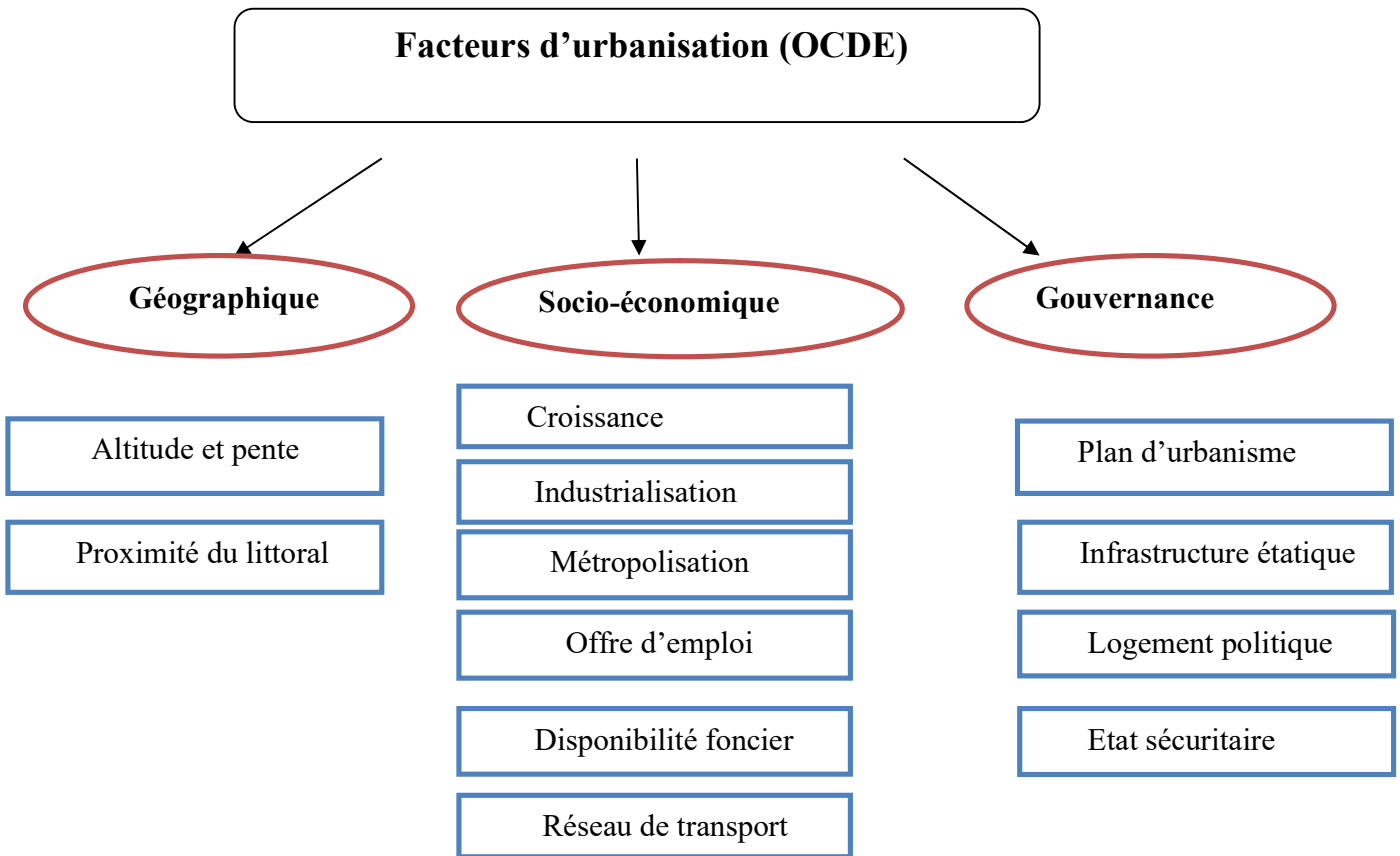 Facteurs d’urbanisation (OCDE)
Géographique
Socio-économique
Gouvernance
Altitude et pente
Proximité du littoral
Croissance
Industrialisation
Métropolisation
Offre d’emploi
Disponibilité foncier
Réseau de transport
Plan d’urbanisme
Infrastructure étatique
Logement politique
Etat sécuritaire